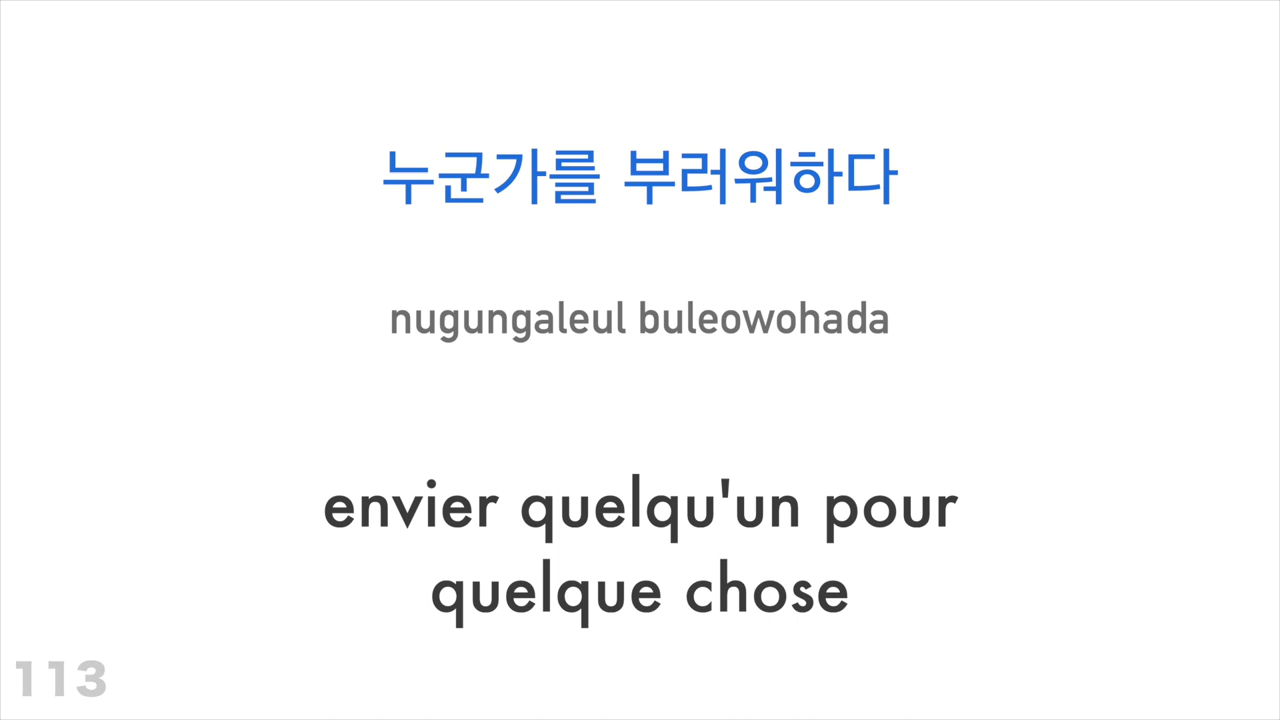 누군가를 부러워하다
nugungaleul buleowohada
envier quelqu'un pour
quelque chose
113